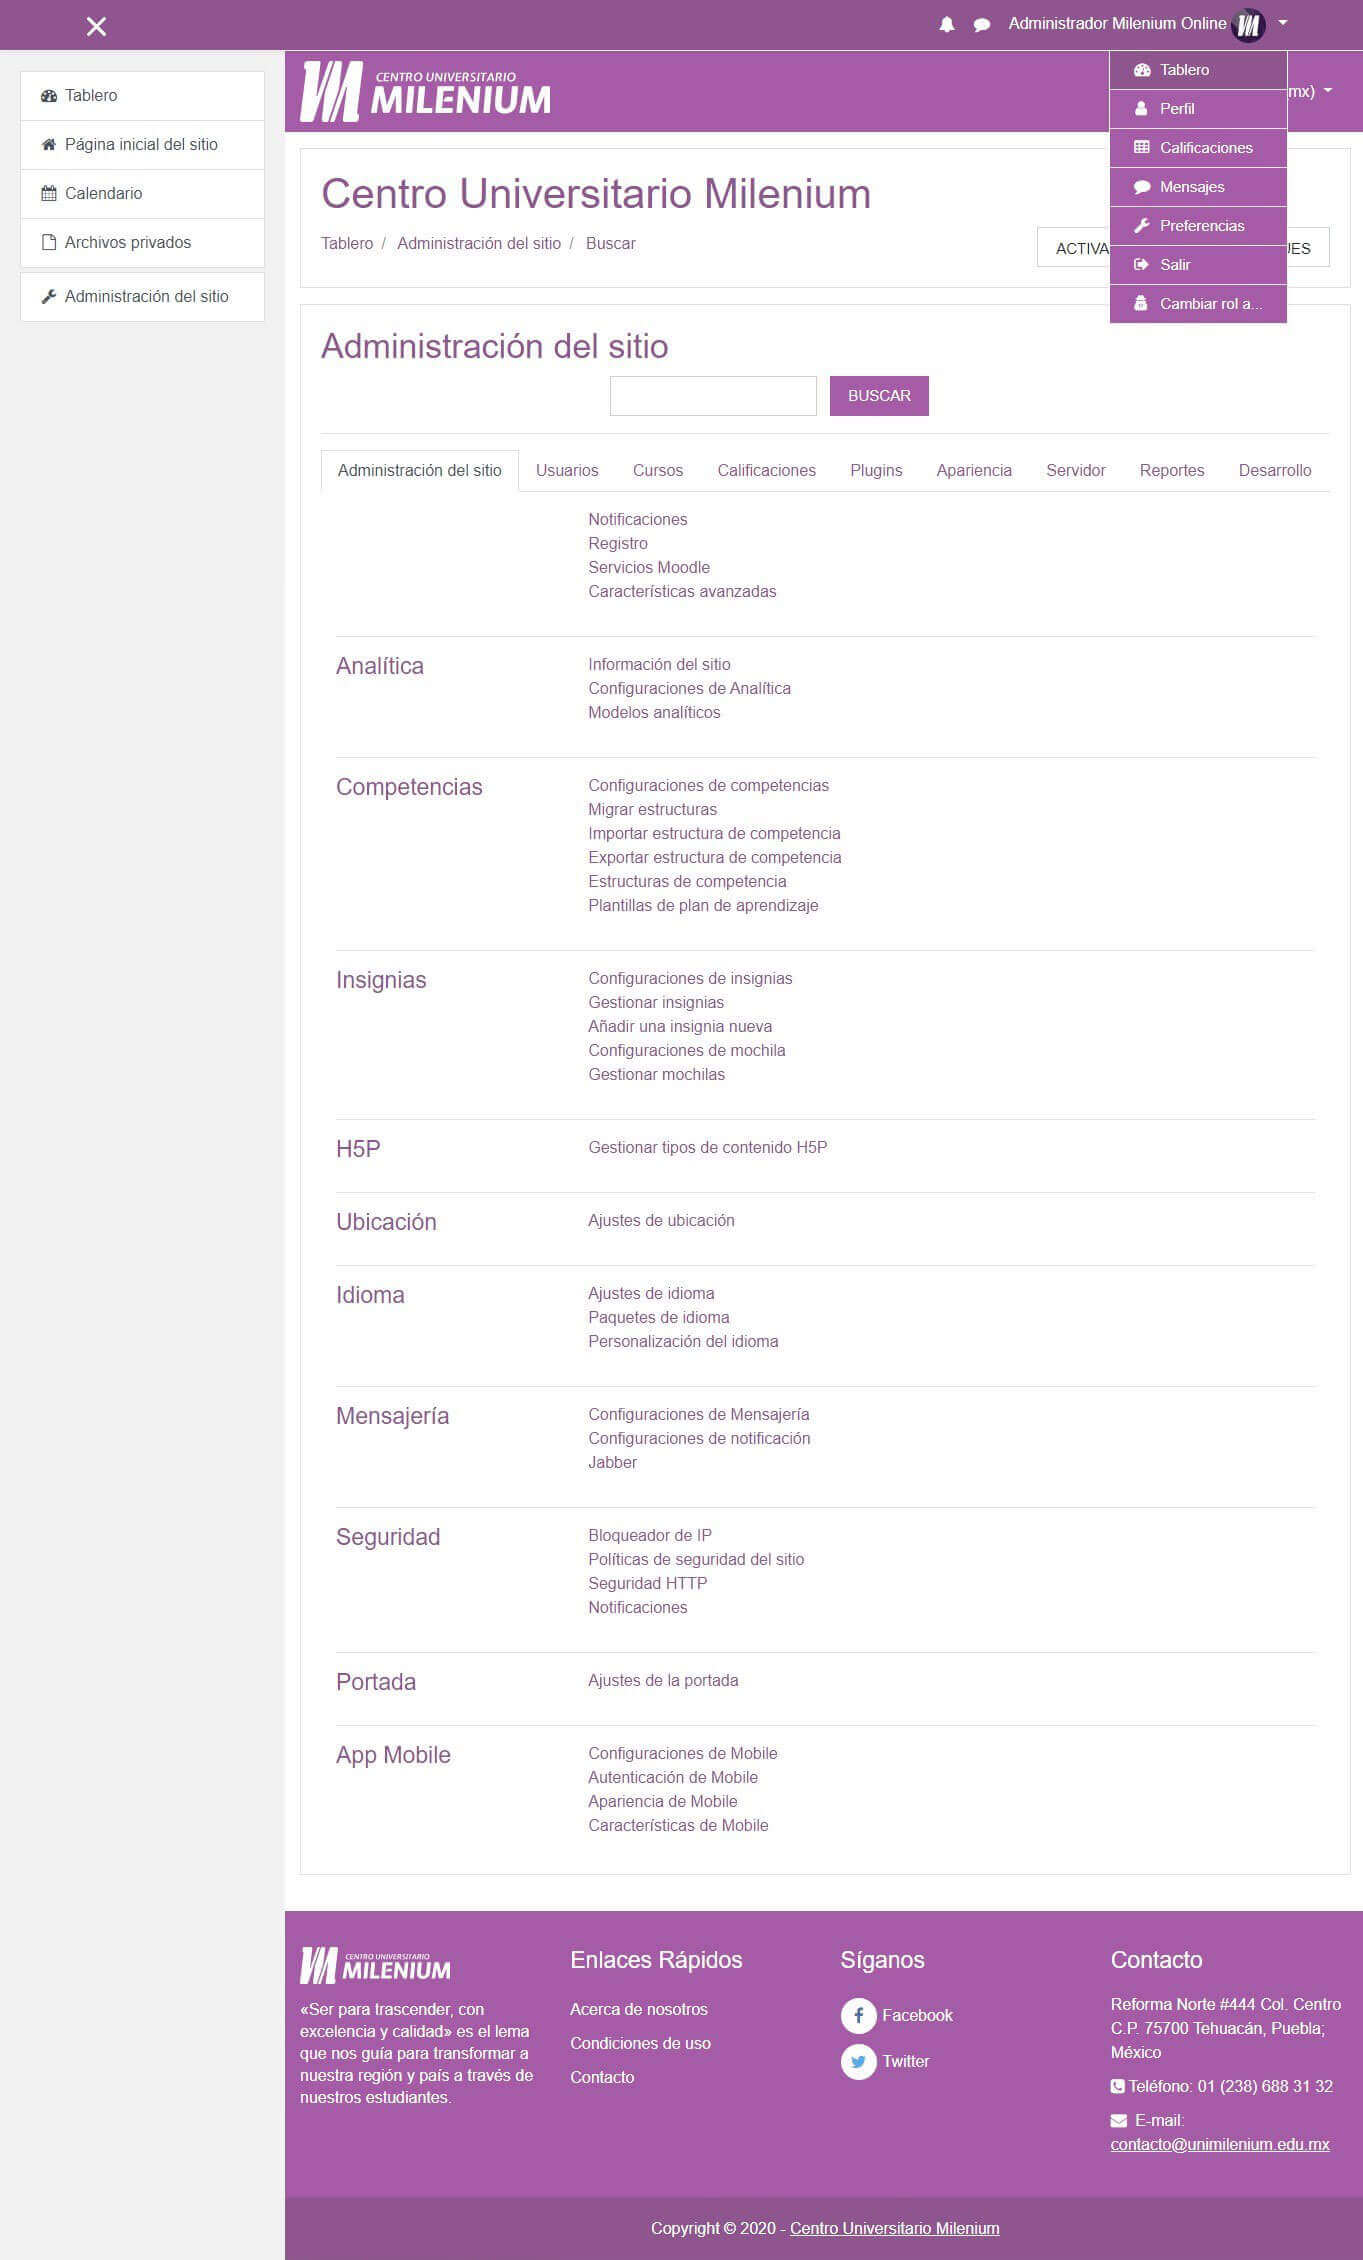 Administrador Milenium Online
Tablero
Página inicial del sitio
Calendario
Archivos privados
Administración del sitio
CENTRO UNIVERSITARIO
MILENIUM
mx)
Tablero
Perfil
Calificaciones
Mensajes
Preferencias
Salir
Cambiar rol a...
Centro Universitario Milenium
Tablero / Administración del sitio / Buscar
Administración del sitio
BUSCAR
Administración del sitio Usuarios Cursos Calificaciones Plugins Apariencia Servidor Reportes Desarrollo
Notificaciones
Registro
Servicios Moodle
Características avanzadas
Analítica
Información del sitio
Configuraciones de Analítica
Modelos analíticos
Competencias
Configuraciones de competencias
Migrar estructuras
Importar estructura de competencia
Exportar estructura de competencia
Estructuras de competencia
Plantillas de plan de aprendizaje
Insignias
Configuraciones de insignias
Gestionar insignias
Añadir una insignia nueva
Configuraciones de mochila
Gestionar mochilas
H5P
Gestionar tipos de contenido H5P
Ubicación
Ajustes de ubicación
Idioma
Ajustes de idioma
Paquetes de idioma
Personalización del idioma
Mensajería
Configuraciones de Mensajería
Configuraciones de notificación
Jabber
Seguridad
Bloqueador de IP
Políticas de seguridad del sitio
Seguridad HTTP
Notificaciones
Portada
Ajustes de la portada
App Mobile
Configuraciones de Mobile
Autenticación de Mobile
Apariencia de Mobile
Características de Mobile
CENTRO UNIVERSITARIO
MILENIUM
«Ser para trascender, con
excelencia y calidad» es el lema
que nos guía para transformar a
nuestra región y país a través de
nuestros estudiantes.
Enlaces Rápidos
Acerca de nosotros
Condiciones de uso
Contacto
Síganos
Facebook
Twitter
Contacto
Reforma Norte #444 Col. Centro
C.P. 75700 Tehuacán, Puebla;
México
Teléfono: 01 (238) 688 31 32
E-mail:
contacto@unimilenium.edu.mx
Copyright © 2020 - Centro Universitario Milenium